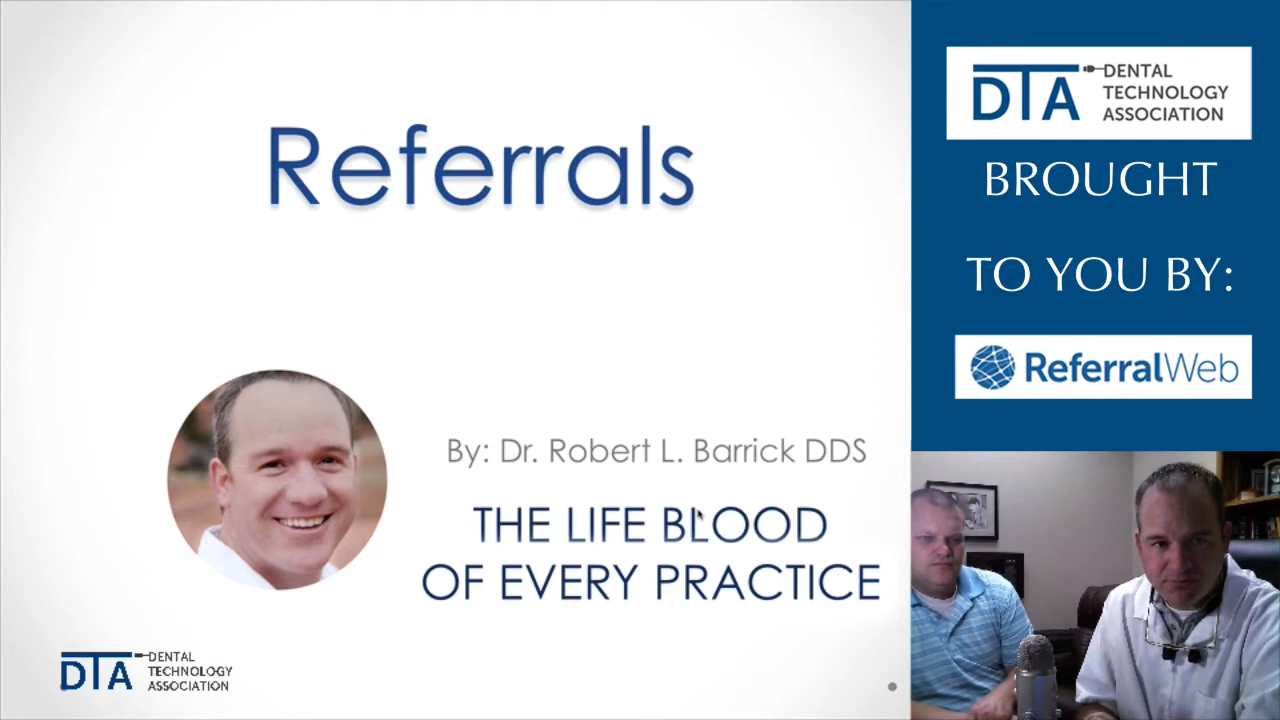 Referrals
By: Dr. Robert L. Barrick DDS
THE LIFE BLOOD
OF EVERY PRACTICE
DTA DENTAL
TECHNOLOGY
ASSOCIATION
DTA DENTAL
TECHNOLOGY
ASSOCIATION
BROUGHT
TO YOU BY:
ReferralWeb